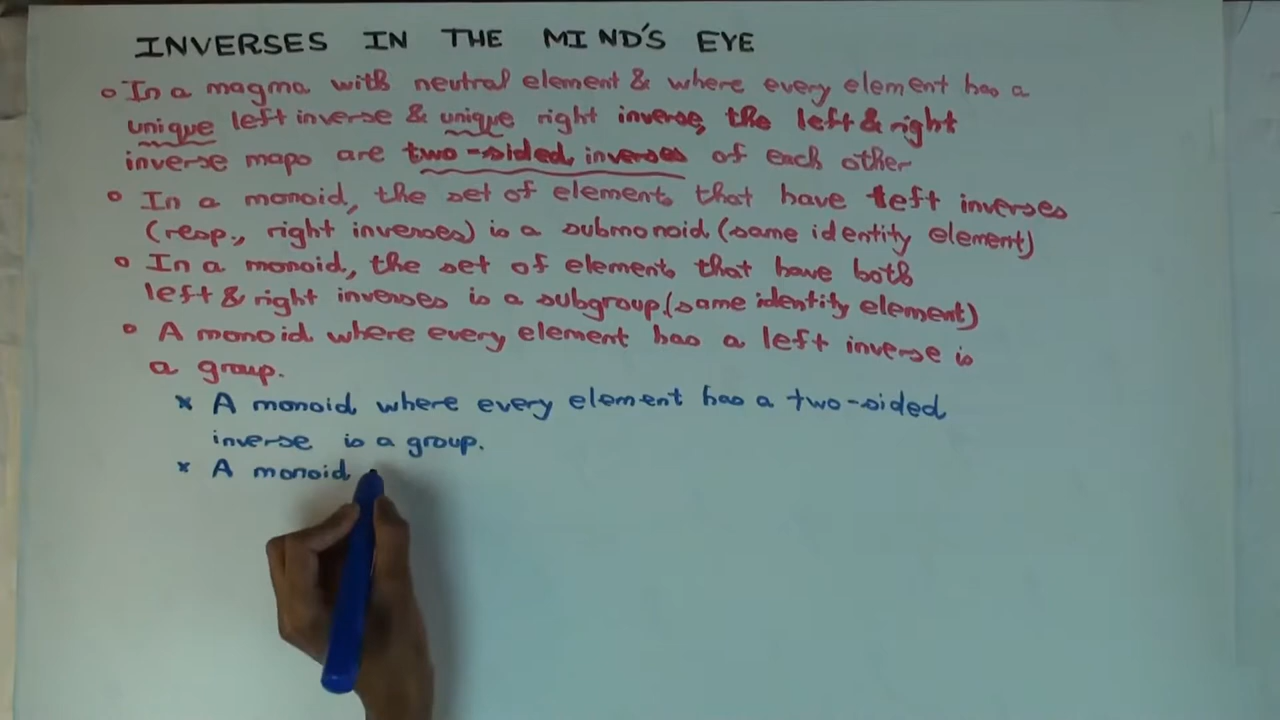 INVERSES IN THE MIND'S EYE
o In a magma with neutral element & where every element has a
unique left inverse & unique right inverse, the left & right
inverse maps are two-sided inverses of each other
o In a monoid, the set of elements that have left inverses
(resp., right inverses) is a submonoid (same identity element)
o In a monoid, the set of elements that have both
left & right inverses is a subgroup. (same identity element)
o A monoid where every element has a left inverse is
a group.
x A monoid where every element has a two-sided
inverse is a group.
x A monoid